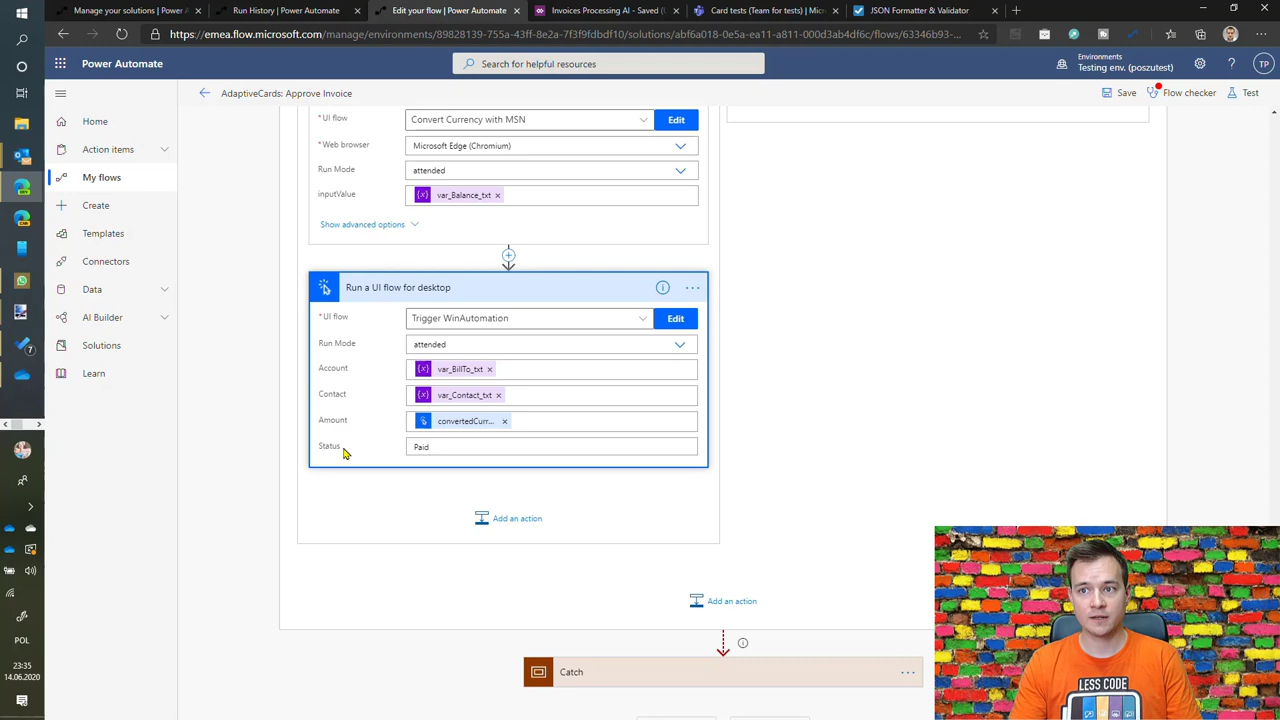 Manage your solutions | Power A
Run History | Power Automate
Edit your flow | Power Automate
Invoices Processing AI - Saved (U
Card tests (Team for tests) | Micr
JSON Formatter & Validator
https://emea.flow.microsoft.com/manage/environments/89828139-755a-43ff-8e2a-7f3f9fdbdf10/solutions/abf6a018-0e5a-ea11-a811-000d3ab4d6fc/flows/63346b93-...
Power Automate
Search for helpful resources
Environments
Testing env. (poszutest)
TP
AdaptiveCards: Approve Invoice
Save
Flow checker
Test
Home
Action items
My flows
Create
Templates
Connectors
Data
AI Builder
Solutions
Learn
* UI flow
Convert Currency with MSN
Edit
* Web browser
Microsoft Edge (Chromium)
Run Mode
attended
inputValue
var_Balance_txt
Show advanced options
Run a UI flow for desktop
* UI flow
Trigger WinAutomation
Edit
Run Mode
attended
Account
var_BillTo_txt
Contact
var_Contact_txt
Amount
convertedCurr...
Status
Paid
Add an action
Add an action
Catch
POL
23:35
14.06.2020
LESS CODE